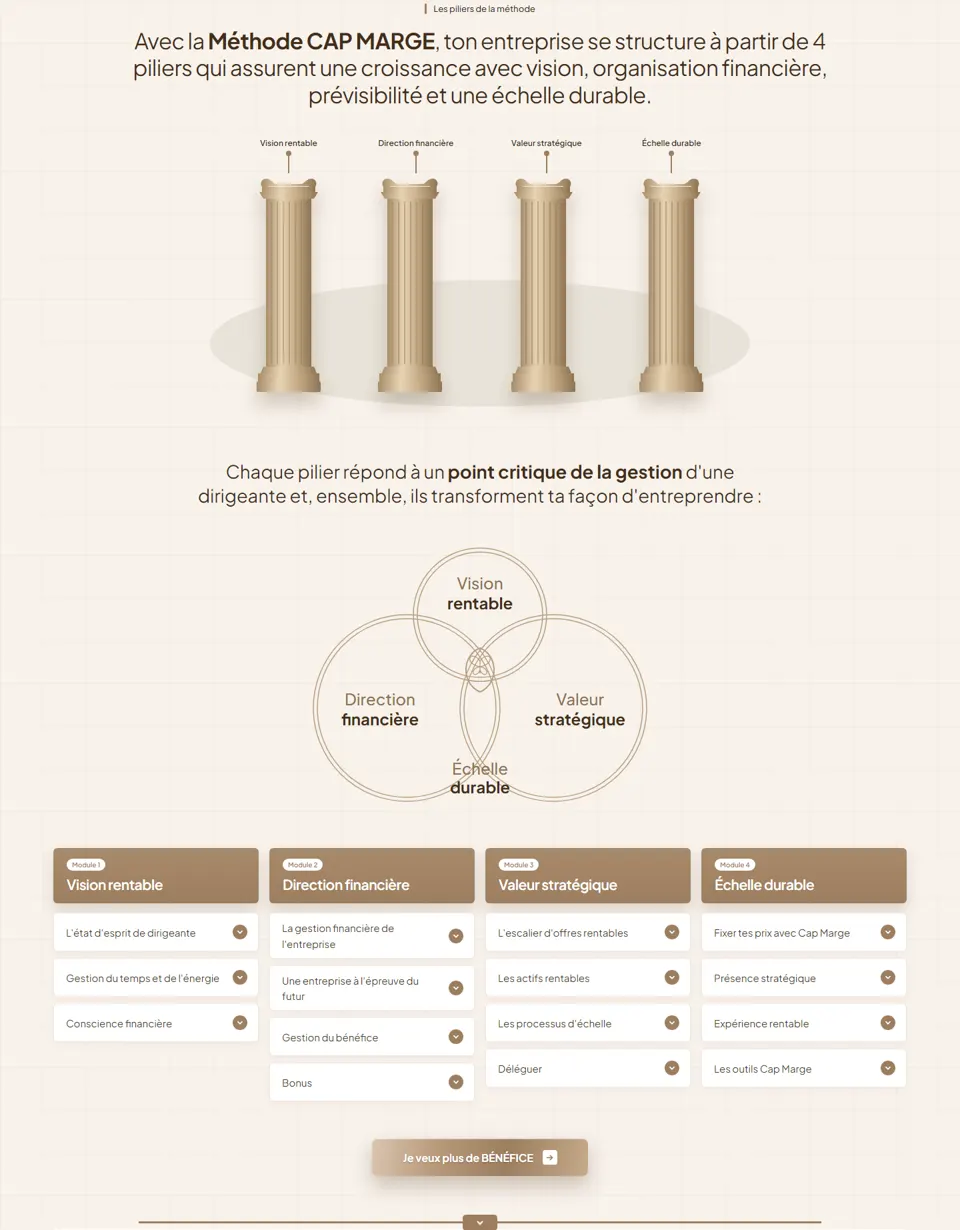 Les piliers de la méthode
Avec la Méthode CAP MARGE, ton entreprise se structure à partir de 4
piliers qui assurent une croissance avec vision, organisation financière,
prévisibilité et une échelle durable.
Vision rentable
Direction financière
Valeur stratégique
Échelle durable
Chaque pilier répond à un point critique de la gestion d'une
dirigeante et, ensemble, ils transforment ta façon d'entreprendre :
Vision
rentable
Direction
financière
Valeur
stratégique
Échelle
durable
Module 1
Vision rentable
L'état d'esprit de dirigeante
Gestion du temps et de l'énergie
Conscience financière
Module 2
Direction financière
La gestion financière de
l'entreprise
Une entreprise à l'épreuve du
futur
Gestion du bénéfice
Bonus
Module 3
Valeur stratégique
L'escalier d'offres rentables
Les actifs rentables
Les processus d'échelle
Déléguer
Module 4
Échelle durable
Fixer tes prix avec Cap Marge
Présence stratégique
Expérience rentable
Les outils Cap Marge
Je veux plus de BÉNÉFICE